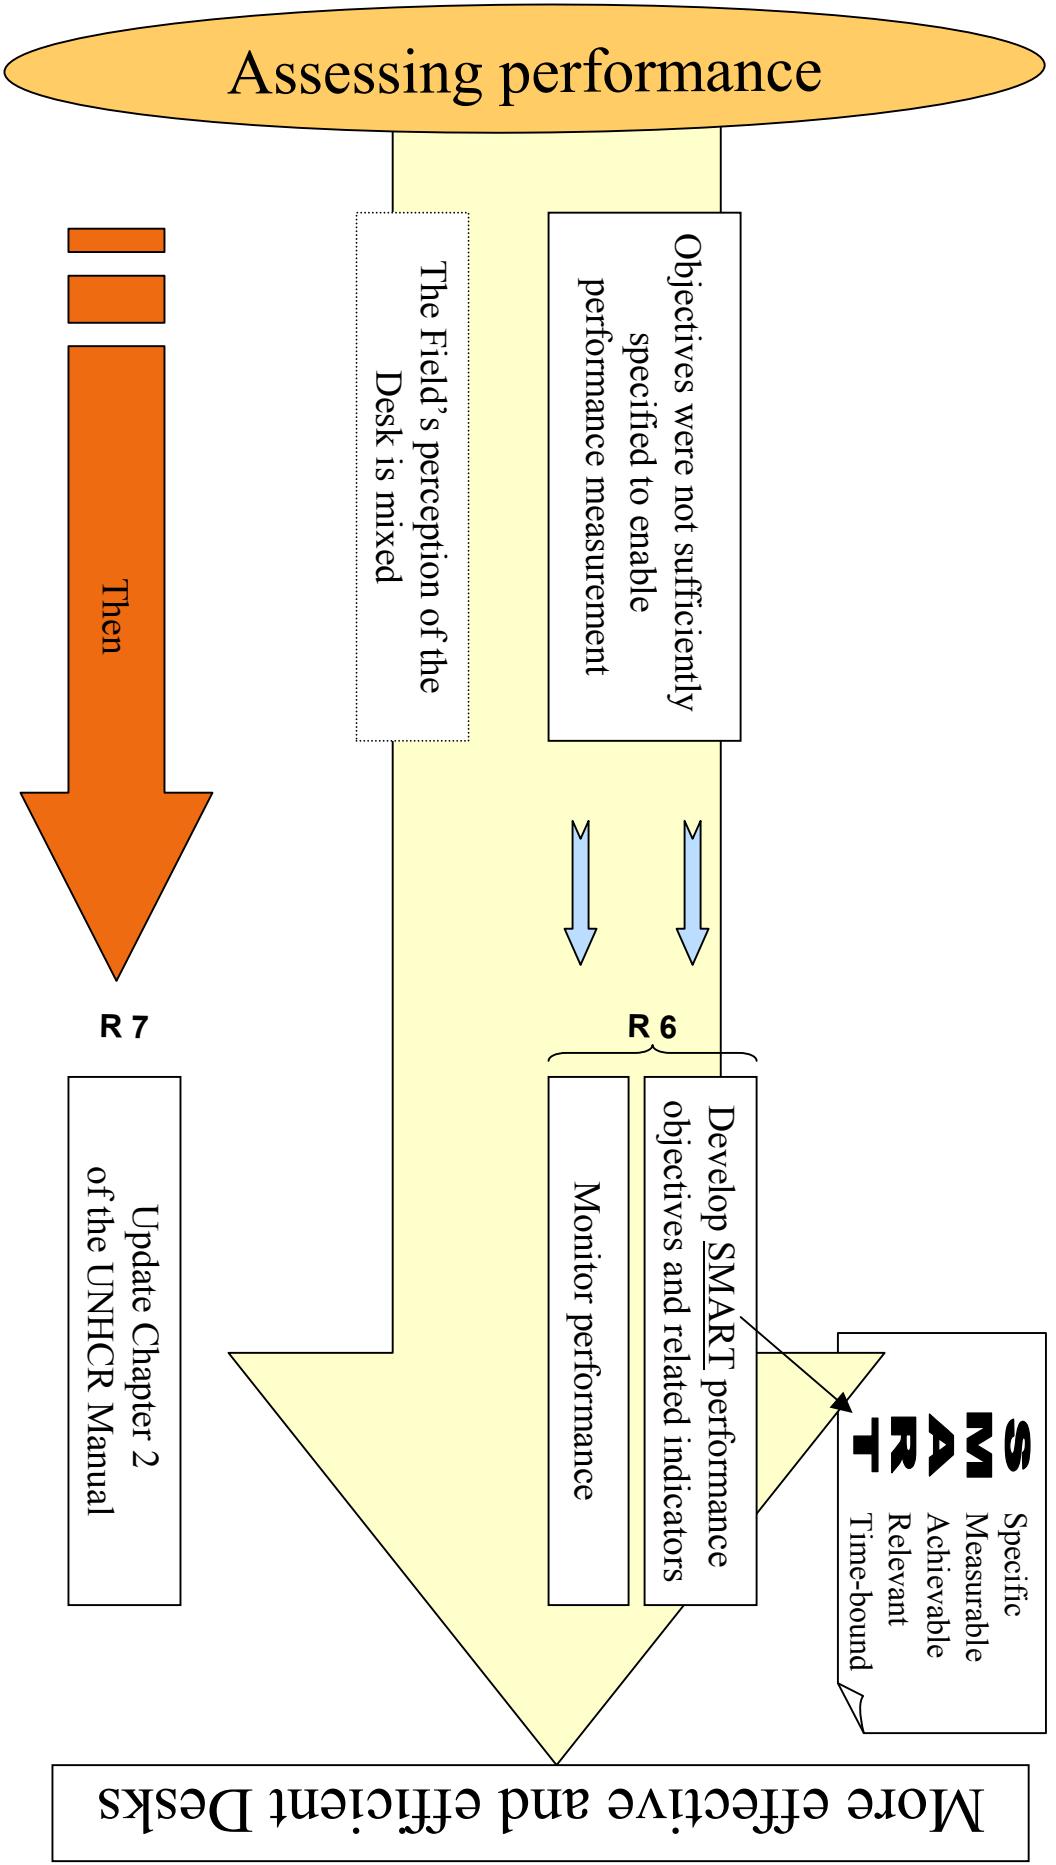 Assessing performance
Objectives were not sufficiently
specified to enable
performance measurement
The Field’s perception of the
Desk is mixed
Then
R 6
Develop SMART performance
objectives and related indicators
Monitor performance
S Specific
M Measurable
A Achievable
R Relevant
T Time-bound
R 7
Update Chapter 2
of the UNHCR Manual
More effective and efficient Desks